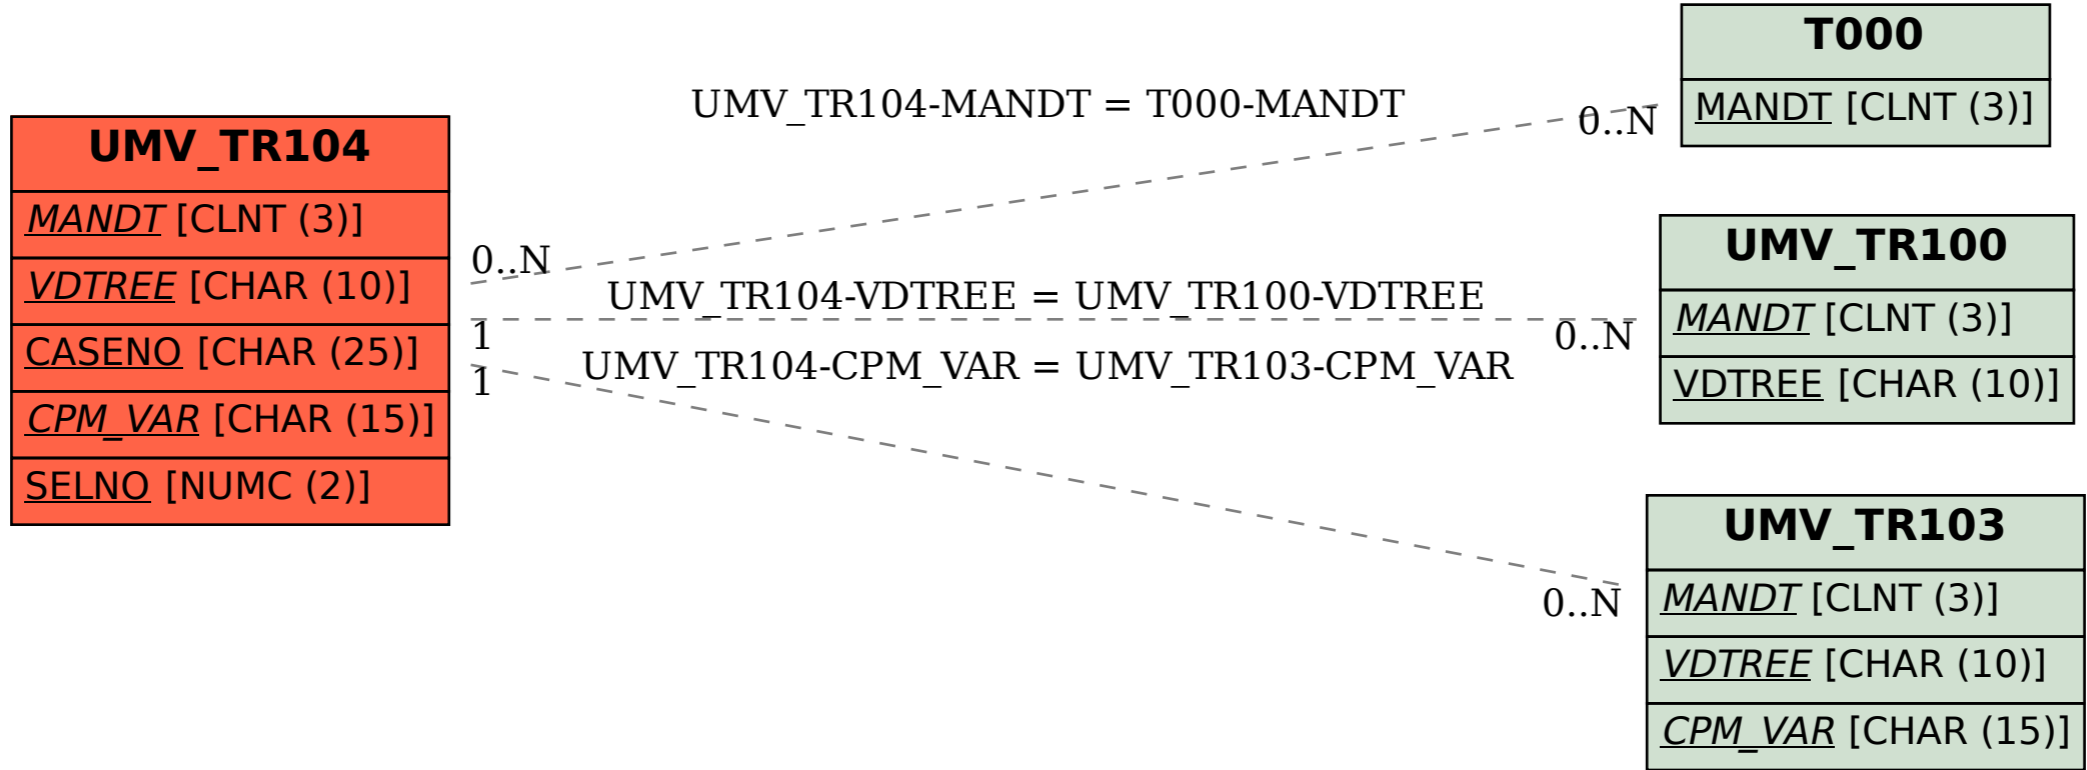 UMV_TR104
MANDT [CLNT (3)]
VDTREE [CHAR (10)]
CASENO [CHAR (25)]
CPM_VAR [CHAR (15)]
SELNO [NUMC (2)]
UMV_TR104-MANDT = T000-MANDT
0..N
0..N
UMV_TR104-VDTREE = UMV_TR100-VDTREE
1
0..N
UMV_TR104-CPM_VAR = UMV_TR103-CPM_VAR
1
0..N
T000
MANDT [CLNT (3)]
UMV_TR100
MANDT [CLNT (3)]
VDTREE [CHAR (10)]
UMV_TR103
MANDT [CLNT (3)]
VDTREE [CHAR (10)]
CPM_VAR [CHAR (15)]